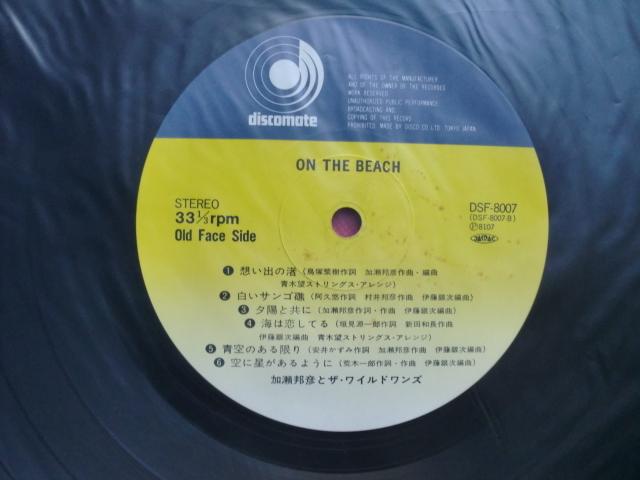 discomate
ALL RIGHTS OF THE MANUFACTURER
AND OF THE OWNER OF THE RECORDED
WORK RESERVED
UNAUTHORIZED PUBLIC PERFORMANCE
BROADCASTING AND
COPYING OF THIS RECORD
PROHIBITED. MADE BY DISCO CO. LTD. TOKYO JAPAN
ON THE BEACH
STEREO
33 1/3 rpm
Old Face Side
DSF-8007
(DSF-8007-B)
Ⓟ8107
JASRAC
❶ 想い出の渚 (鳥塚繁樹作詞 加瀬邦彦作曲・編曲
青木望ストリングス・アレンジ)
❷ 白いサンゴ礁 (阿久悠作詞 村井邦彦作曲 伊藤銀次編曲)
❸ 夕陽と共に (加瀬邦彦作詞・作曲 伊藤銀次編曲)
❹ 海は恋してる (垣見源一郎作詞 新田和長作曲
伊藤銀次編曲 青木望ストリングス・アレンジ)
❺ 青空のある限り (安井かずみ作詞 加瀬邦彦作曲 伊藤銀次編曲)
❻ 空に星があるように (荒木一郎作詞・作曲 伊藤銀次編曲)
加瀬邦彦とザ・ワイルドワンズ